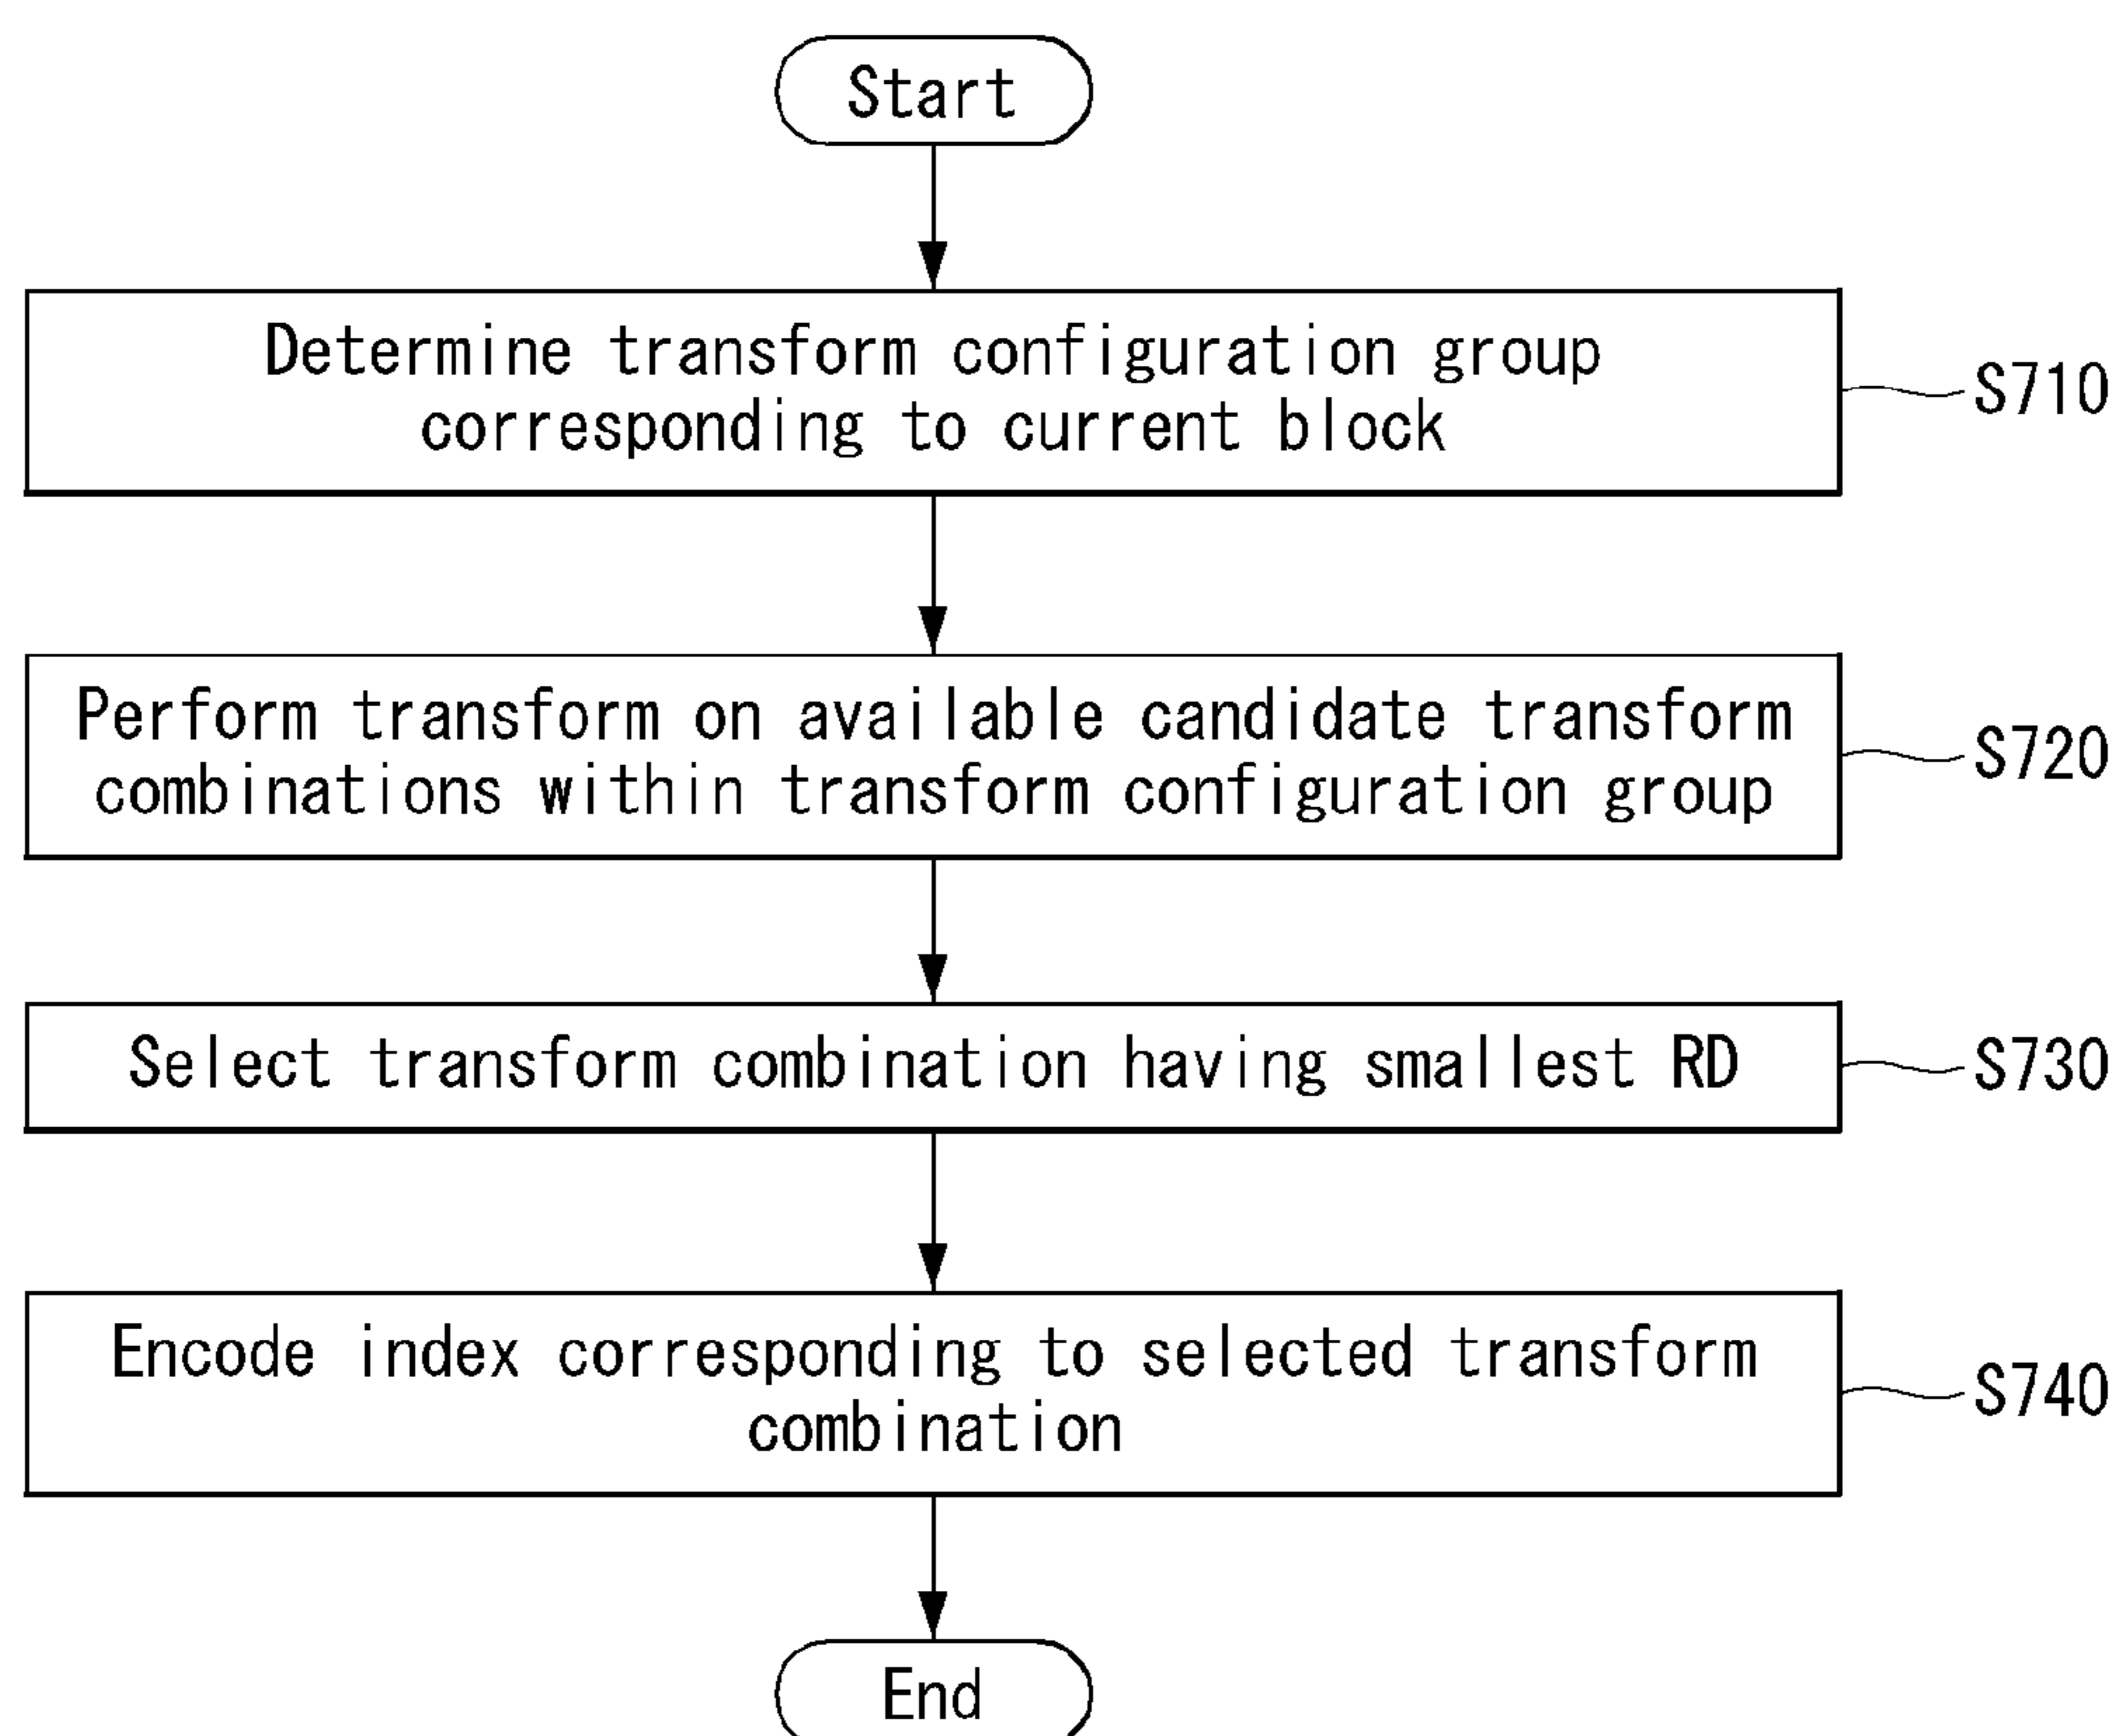 Start
Determine transform configuration group
corresponding to current block
S710
Perform transform on available candidate transform
combinations within transform configuration group
S720
Select transform combination having smallest RD
S730
Encode index corresponding to selected transform
combination
S740
End